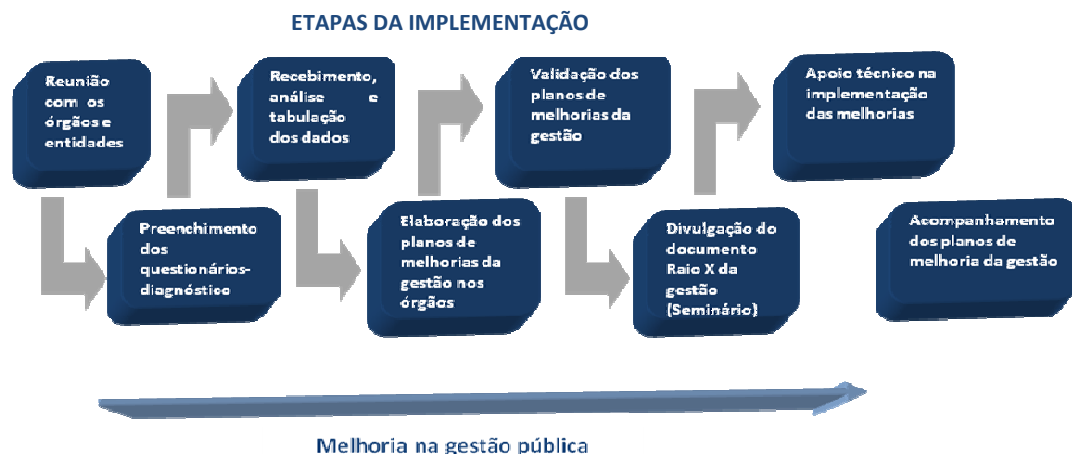 ETAPAS DA IMPLEMENTAÇÃO
Reunião
com os
órgãos e
entidades
Preenchimento
dos
questionários-
diagnóstico
Recebimento,
análise e
tabulação
dos dados
Elaboração dos
planos de
melhorias da
gestão nos
órgãos
Validação dos
planos de
melhorias da
gestão
Divulgação do
documento
Raio X da
gestão
(Seminário)
Apoio técnico na
implementação
das melhorias
Acompanhamento
dos planos de
melhoria da gestão
Melhoria na gestão pública